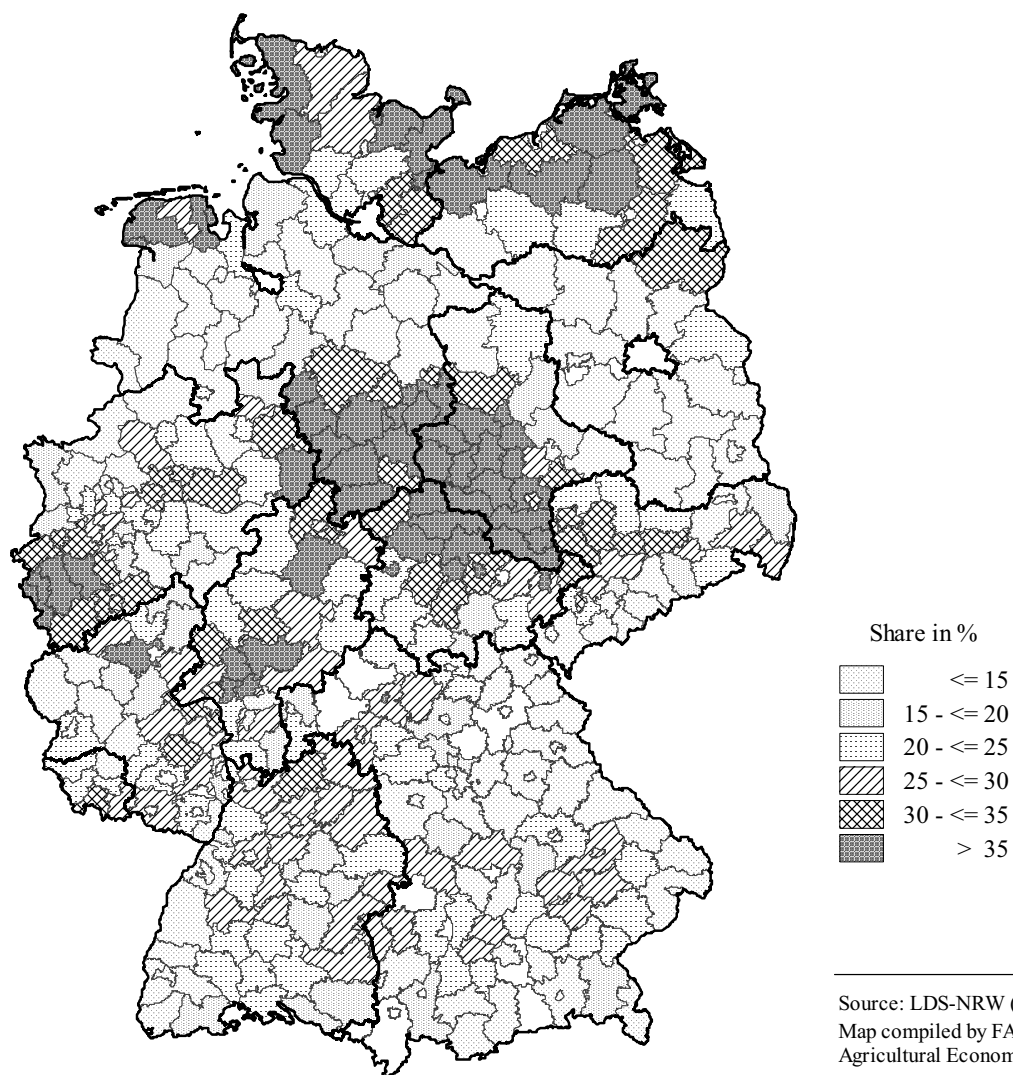 Share in %
<= 15
15 - <= 20
20 - <= 25
25 - <= 30
30 - <= 35
> 35
Source: LDS-NRW (
Map compiled by FA
Agricultural Econom